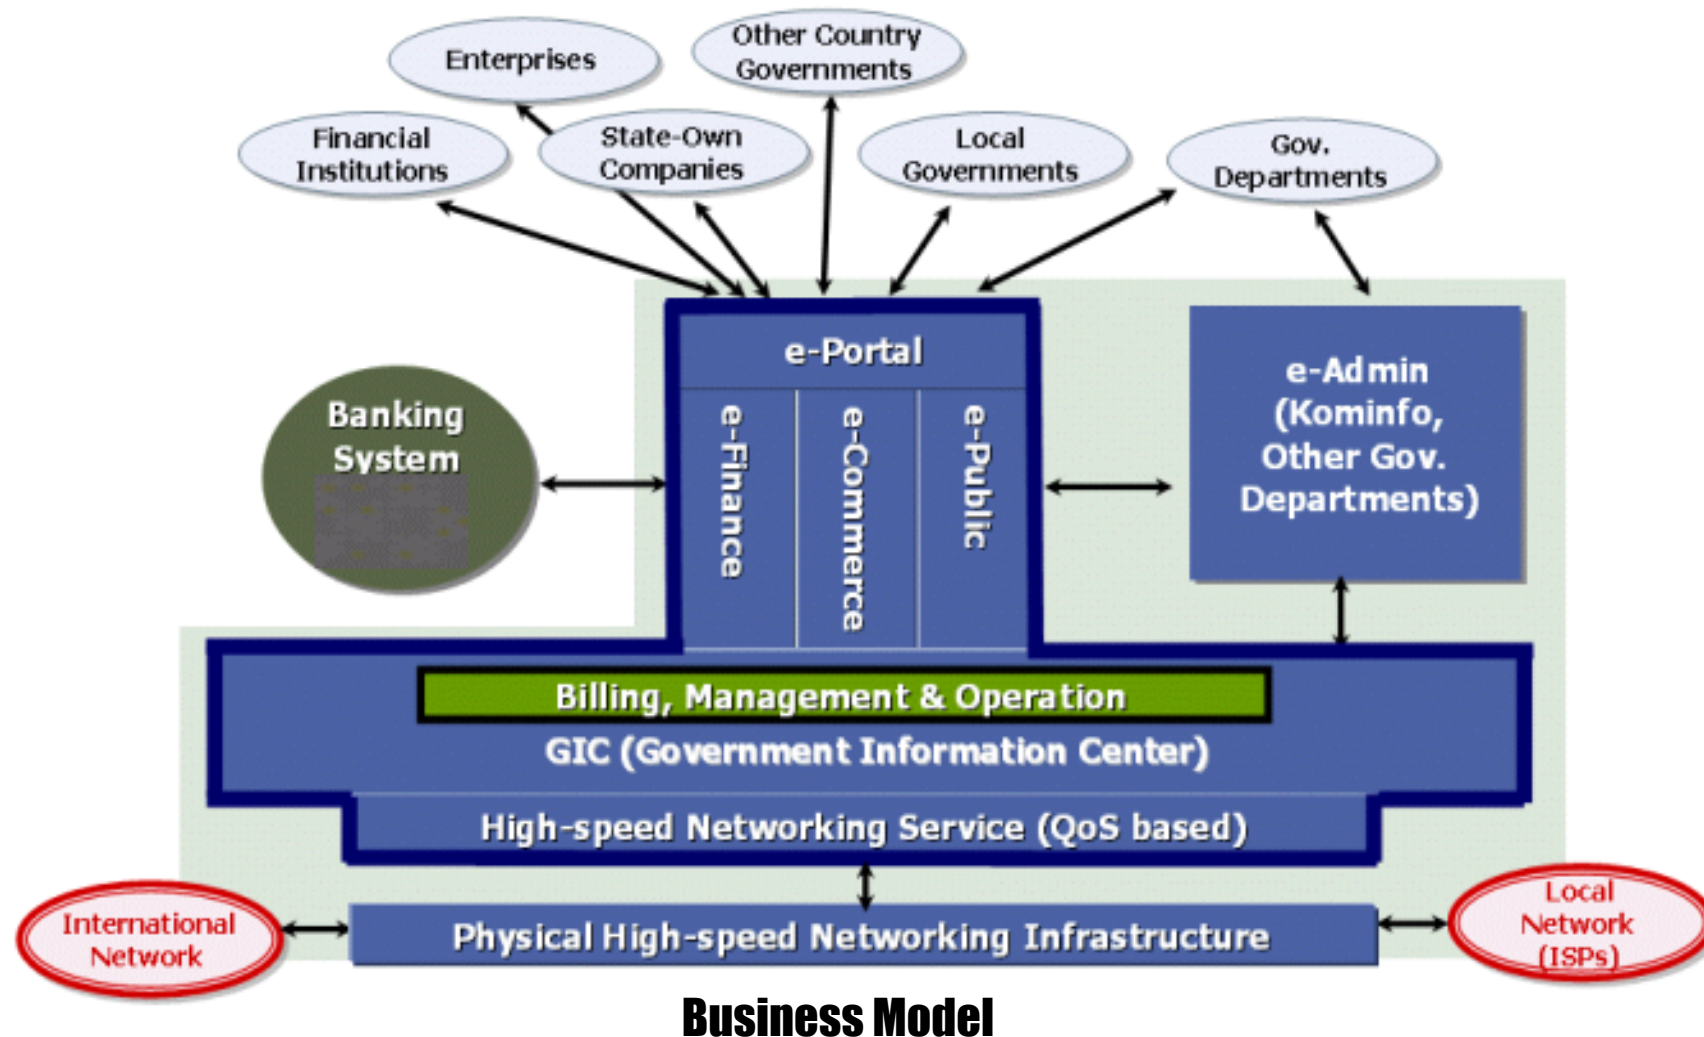 Enterprises
Other Country
Governments
Financial
Institutions
State-Own
Companies
Local
Governments
Gov.
Departments
e-Portal
e-Finance
e-Commerce
e-Public
Banking
System
e-Admin
(Kominfo,
Other Gov.
Departments)
Billing, Management & Operation
GIC (Government Information Center)
High-speed Networking Service (QoS based)
International
Network
Physical High-speed Networking Infrastructure
Local
Network
(ISPs)
Business Model